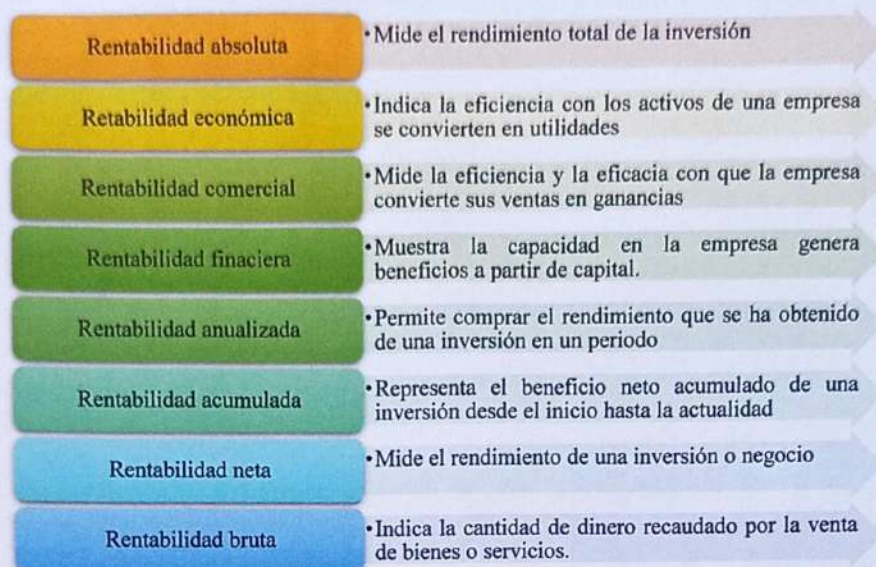 Rentabilidad absoluta
•Mide el rendimiento total de la inversión
Retabilidad económica
•Indica la eficiencia con los activos de una empresa
se convierten en utilidades
Rentabilidad comercial
•Mide la eficiencia y la eficacia con que la empresa
convierte sus ventas en ganancias
Rentabilidad finaciera
•Muestra la capacidad en la empresa genera
beneficios a partir de capital.
Rentabilidad anualizada
•Permite comprar el rendimiento que se ha obtenido
de una inversión en un periodo
Rentabilidad acumulada
•Representa el beneficio neto acumulado de una
inversión desde el inicio hasta la actualidad
Rentabilidad neta
•Mide el rendimiento de una inversión o negocio
Rentabilidad bruta
•Indica la cantidad de dinero recaudado por la venta
de bienes o servicios.